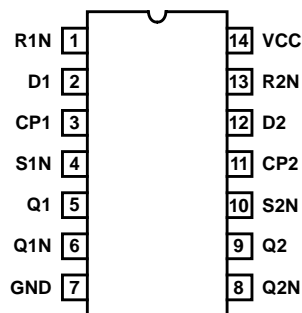 R1N 1 14 VCC
D1 2 13 R2N
CP1 3 12 D2
S1N 4 11 CP2
Q1 5 10 S2N
Q1N 6 9 Q2
GND 7 8 Q2N